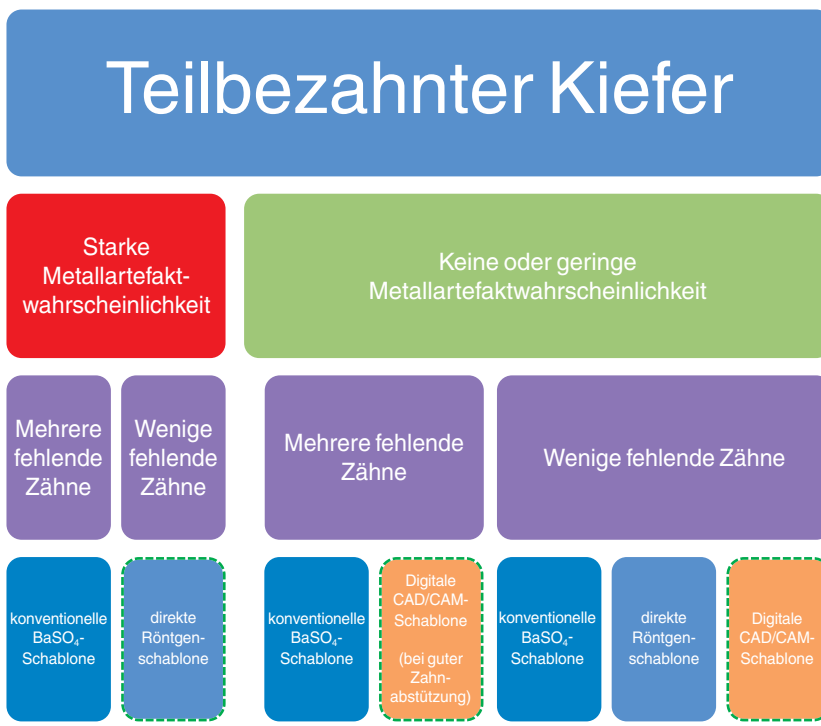 Teilbezahnter Kiefer
Starke
Metallartefakt-
wahrscheinlichkeit
Keine oder geringe
Metallartefaktwahrscheinlichkeit
Mehrere
fehlende
Zähne
Wenige
fehlende
Zähne
Mehrere fehlende
Zähne
Wenige fehlende Zähne
konventionelle
BaSO₄-
Schablone
direkte
Röntgen-
schablone
konventionelle
BaSO₄-
Schablone
Digitale
CAD/CAM-
Schablone
(bei guter
Zahn-
abstützung)
konventionelle
BaSO₄-
Schablone
direkte
Röntgen-
schablone
Digitale
CAD/CAM-
Schablone